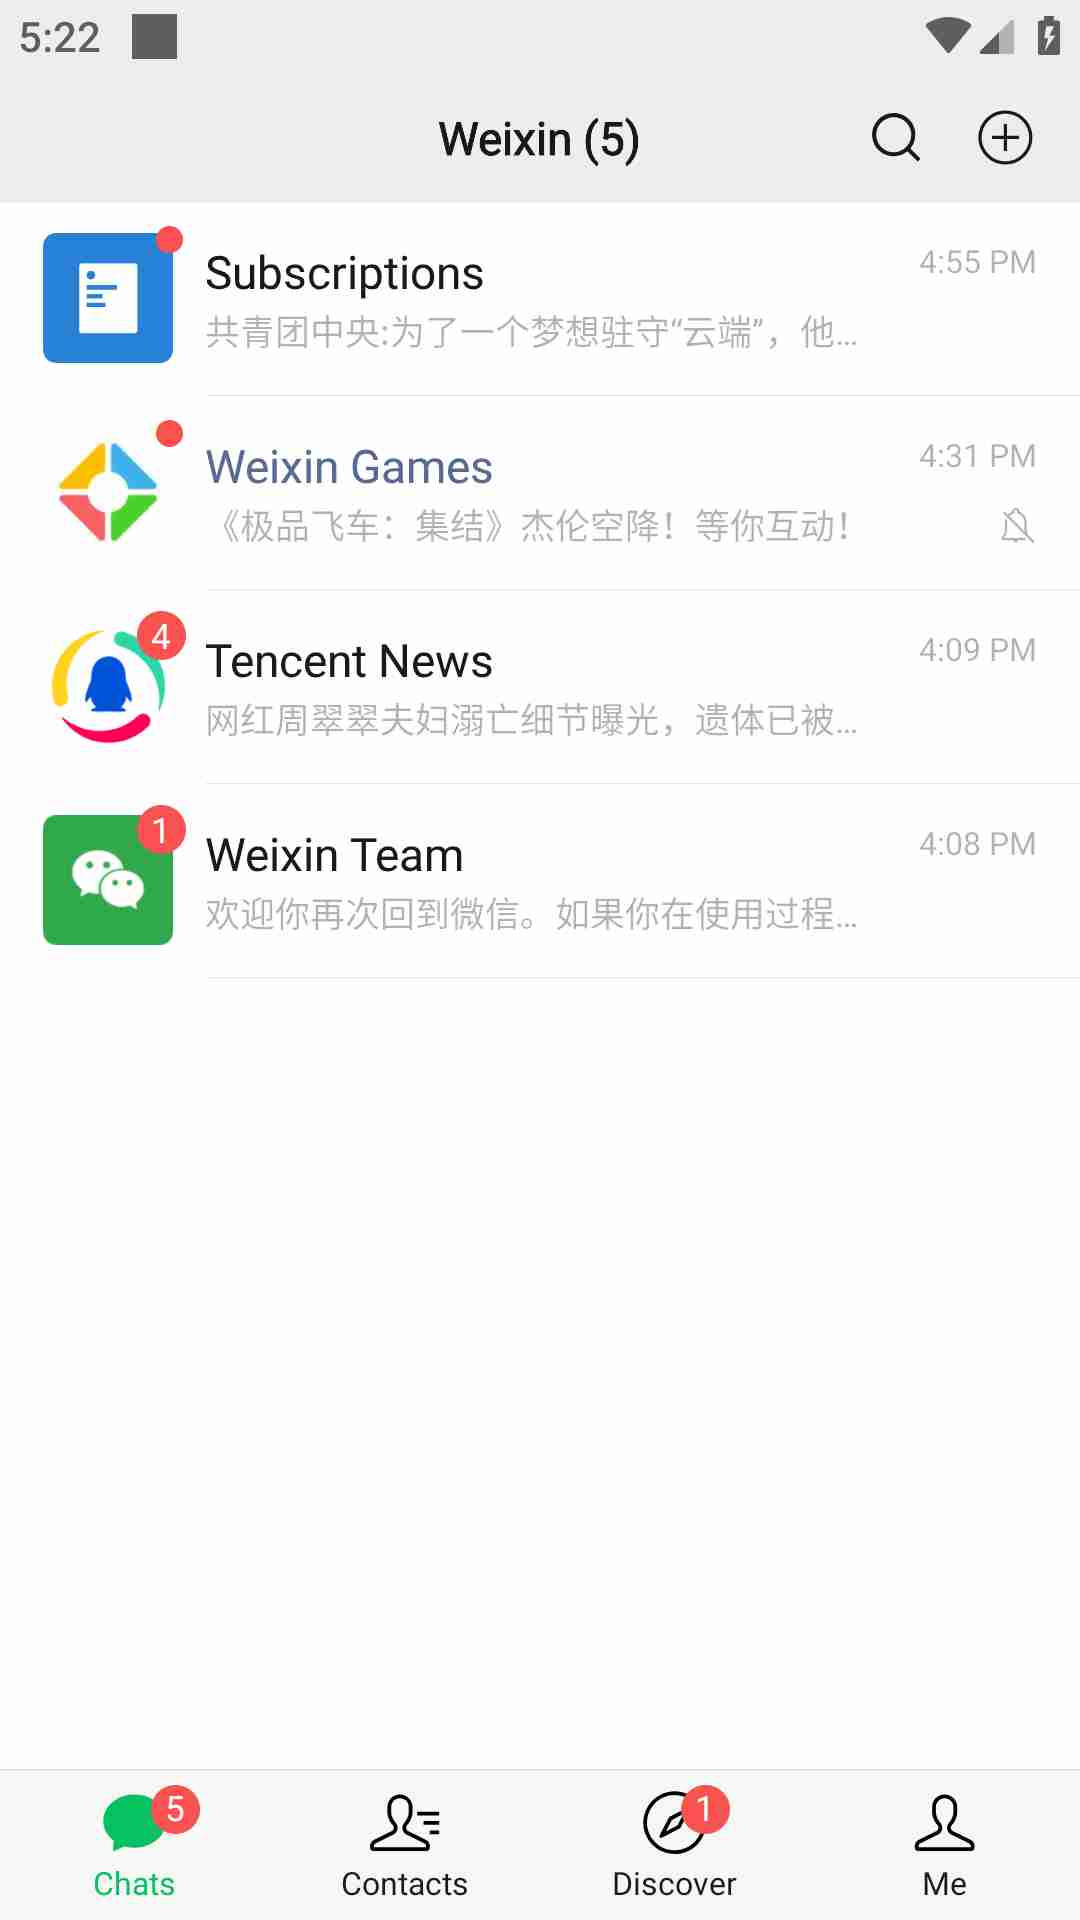 5:22
Weixin (5)
Subscriptions
4:55 PM
共青团中央:为了一个梦想驻守“云端”，他...
Weixin Games
4:31 PM
《极品飞车：集结》杰伦空降！等你互动！
4
Tencent News
4:09 PM
网红周翠翠夫妇溺亡细节曝光，遗体已被...
1
Weixin Team
4:08 PM
欢迎你再次回到微信。如果你在使用过程...
5
1
Chats
Contacts
Discover
Me